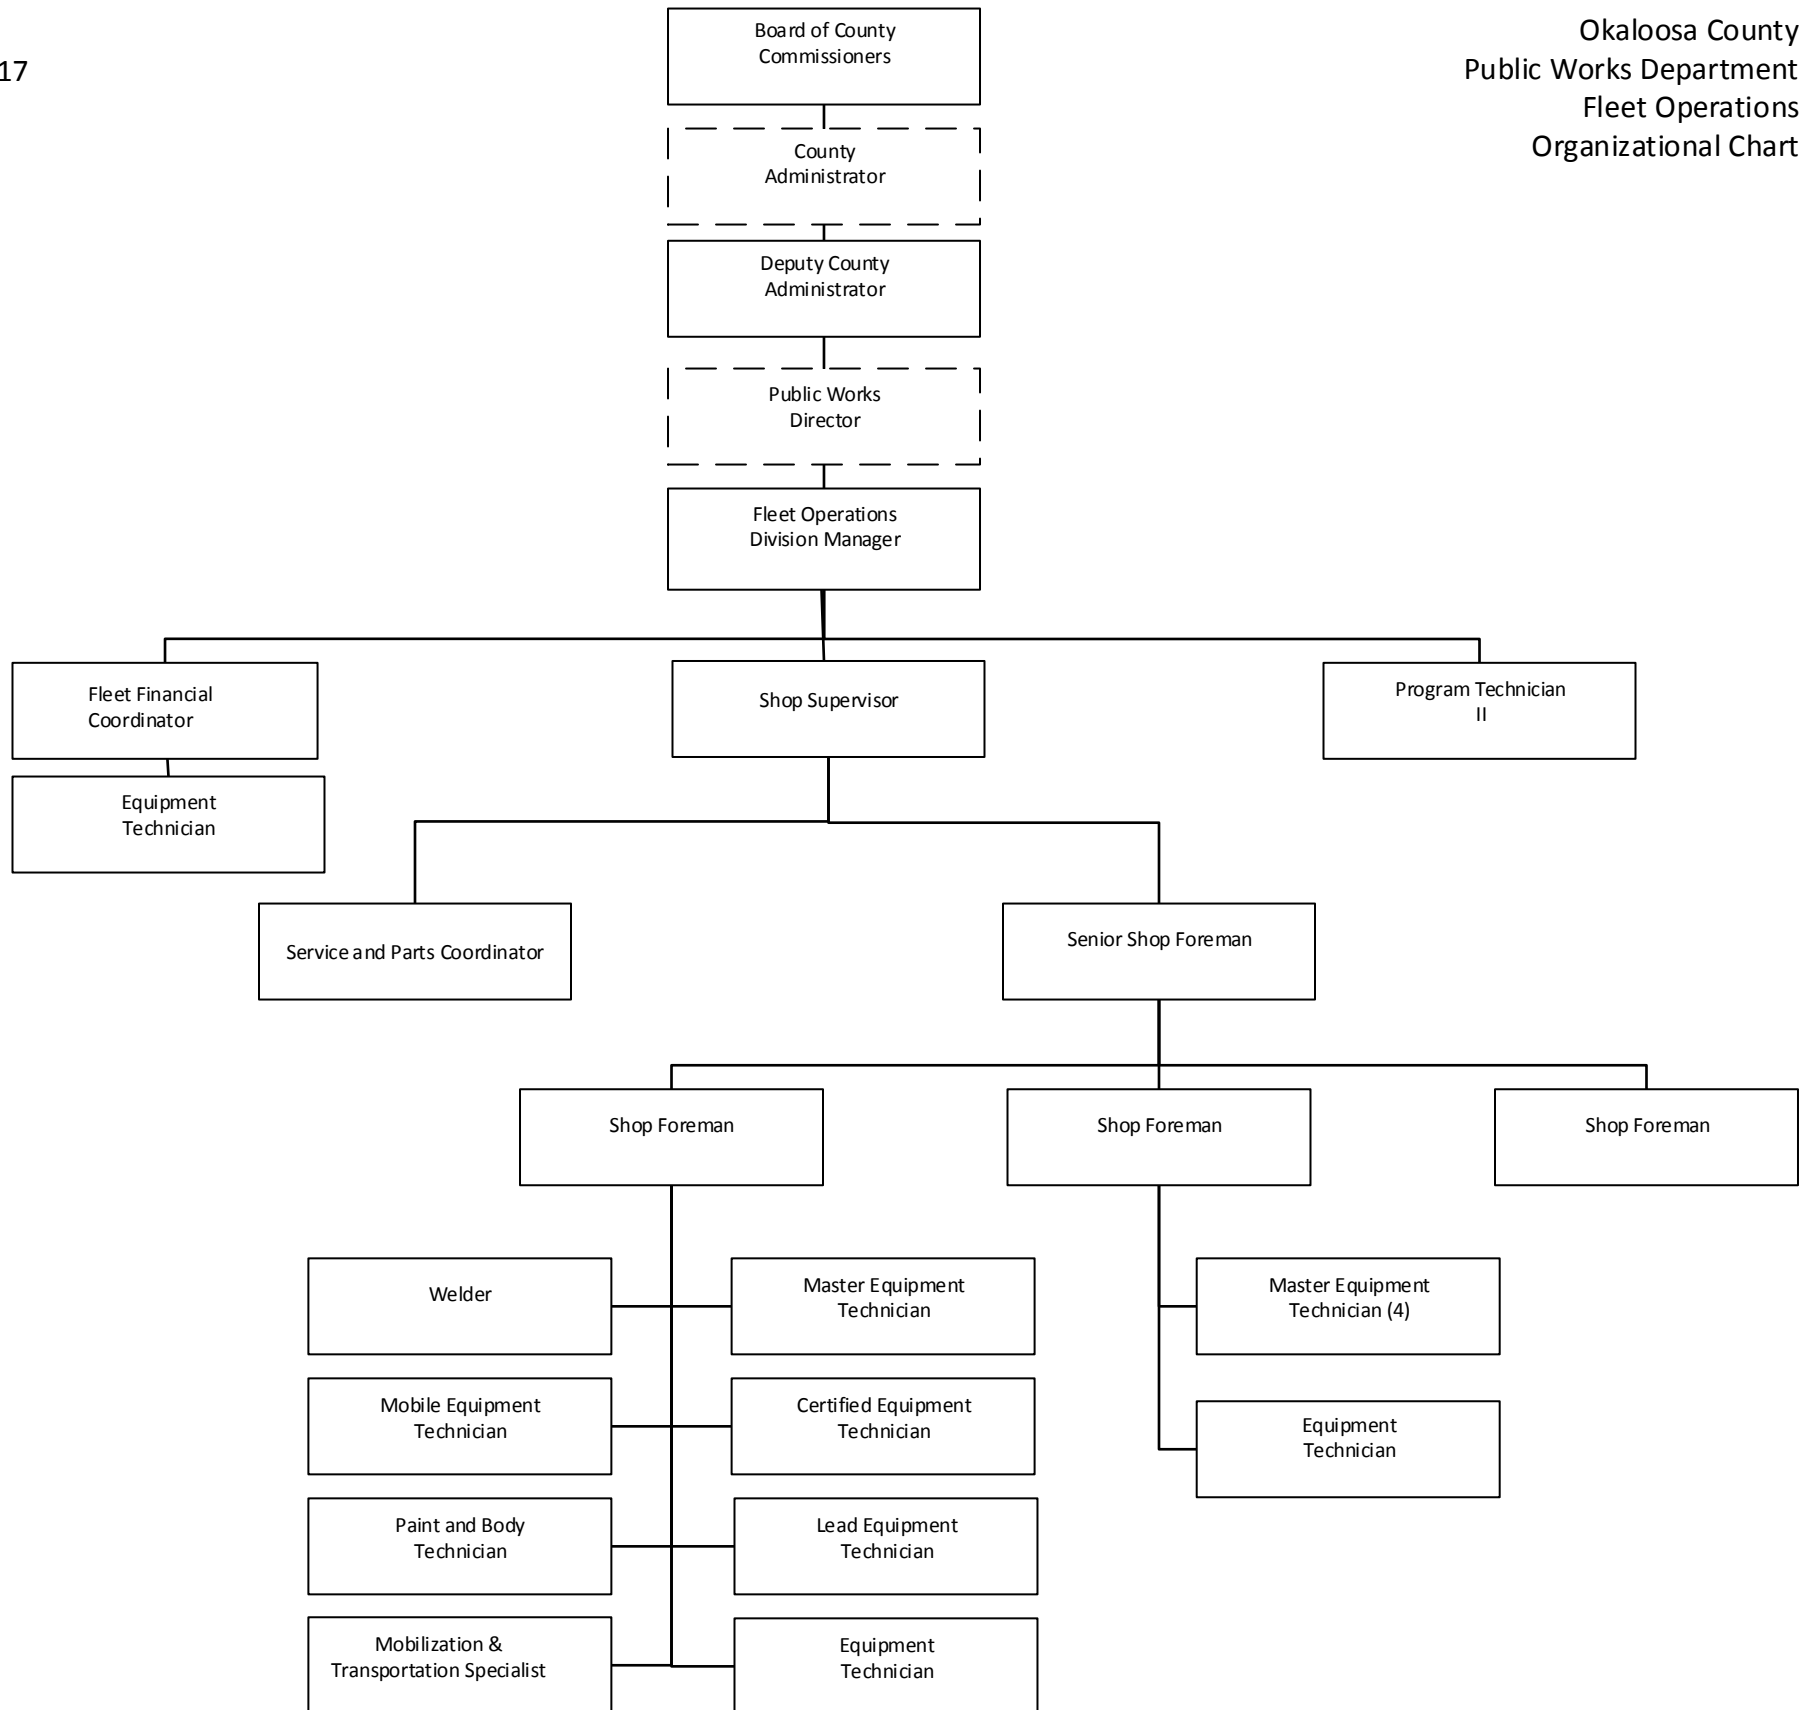 Okaloosa County
Public Works Department
Fleet Operations
Organizational Chart
17
Board of County
Commissioners
County
Administrator
Deputy County
Administrator
Public Works
Director
Fleet Operations
Division Manager
Fleet Financial
Coordinator
Shop Supervisor
Program Technician
II
Equipment
Technician
Service and Parts Coordinator
Senior Shop Foreman
Shop Foreman
Shop Foreman
Shop Foreman
Welder
Master Equipment
Technician
Master Equipment
Technician (4)
Mobile Equipment
Technician
Certified Equipment
Technician
Equipment
Technician
Paint and Body
Technician
Lead Equipment
Technician
Mobilization &
Transportation Specialist
Equipment
Technician